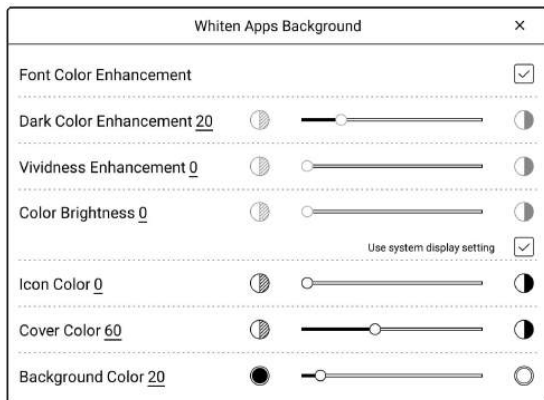 Whiten Apps Background ×
Font Color Enhancement
Dark Color Enhancement 20
Vividness Enhancement 0
Color Brightness 0
Use system display setting
Icon Color 0
Cover Color 60
Background Color 20